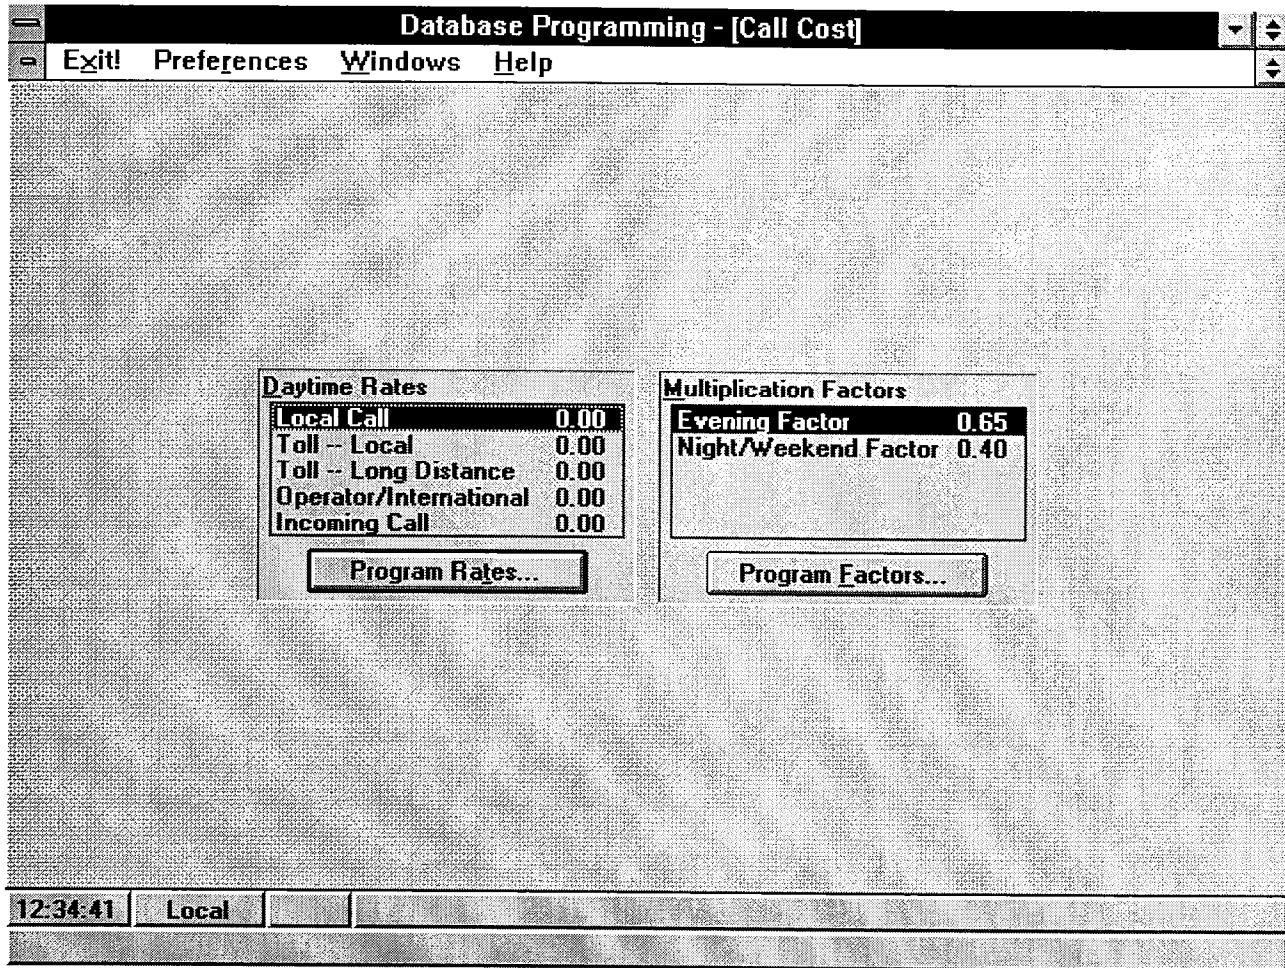 Database Programming - [Call Cost]
Exit! Preferences Windows Help
Daytime Rates
Local Call 0.00
Toll -- Local 0.00
Toll -- Long Distance 0.00
Operator/International 0.00
Incoming Call 0.00
Program Rates...
Multiplication Factors
Evening Factor 0.65
Night/Weekend Factor 0.40
Program Factors...
12:34:41 Local